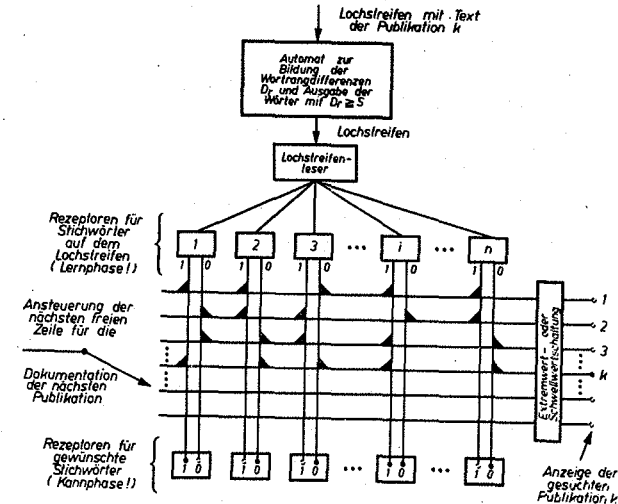 Lochstreifen mit Text
der Publikation k
Automat zur
Bildung der
Wortrangdifferenzen
Dr und Ausgabe der
Wörter mit Dr ≧ S
Lochstreifen
Lochstreifen-
leser
Rezeptoren für
Stichwörter
auf dem
Lochstreifen
(Lernphase!)
1 2 3 ... i ... n
1 0 1 0 1 0 1 0 1 0
Ansteuerung der
nächsten freien
Zeile für die
Dokumentation
der nächsten
Publikation
Extremwert- oder
Schwellwertschaltung
1
2
3
k
Rezeptoren für
gewünschte
Stichwörter
(Kannphase!)
1 0 1 0 1 0 ... 1 0 ... 1 0
Anzeige der
gesuchten
Publikation k